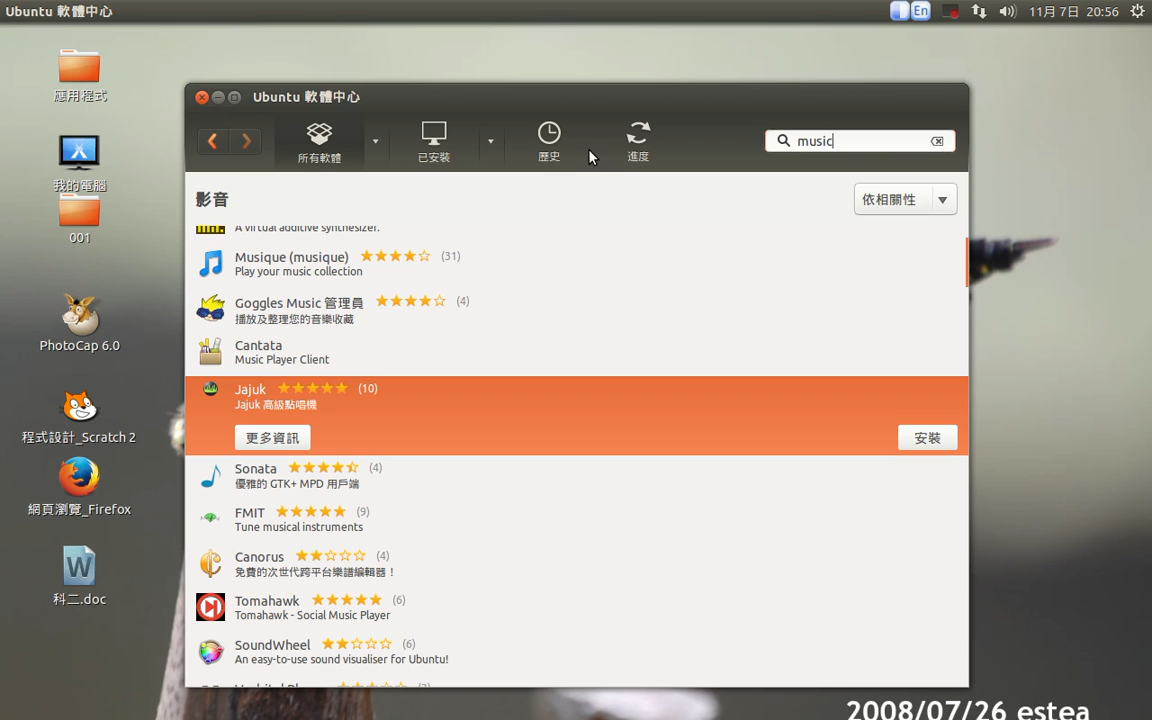 Ubuntu 軟體中心
En
11月 7日 20:56
應用程式
我的電腦
001
PhotoCap 6.0
程式設計_Scratch 2
網頁瀏覽_Firefox
W
科二.doc
Ubuntu 軟體中心
所有軟體
已安裝
歷史
進度
music
影音
依相關性
A virtual additive synthesizer.
Musique (musique) (31)
Play your music collection
Goggles Music 管理員 (4)
播放及整理您的音樂收藏
Cantata
Music Player Client
Jajuk (10)
Jajuk 高級點唱機
更多資訊
安裝
Sonata (4)
優雅的 GTK+ MPD 用戶端
FMIT (9)
Tune musical instruments
Canorus (4)
免費的次世代跨平台樂譜編輯器！
Tomahawk (6)
Tomahawk - Social Music Player
SoundWheel (6)
An easy-to-use sound visualiser for Ubuntu!
2008/07/26 estea